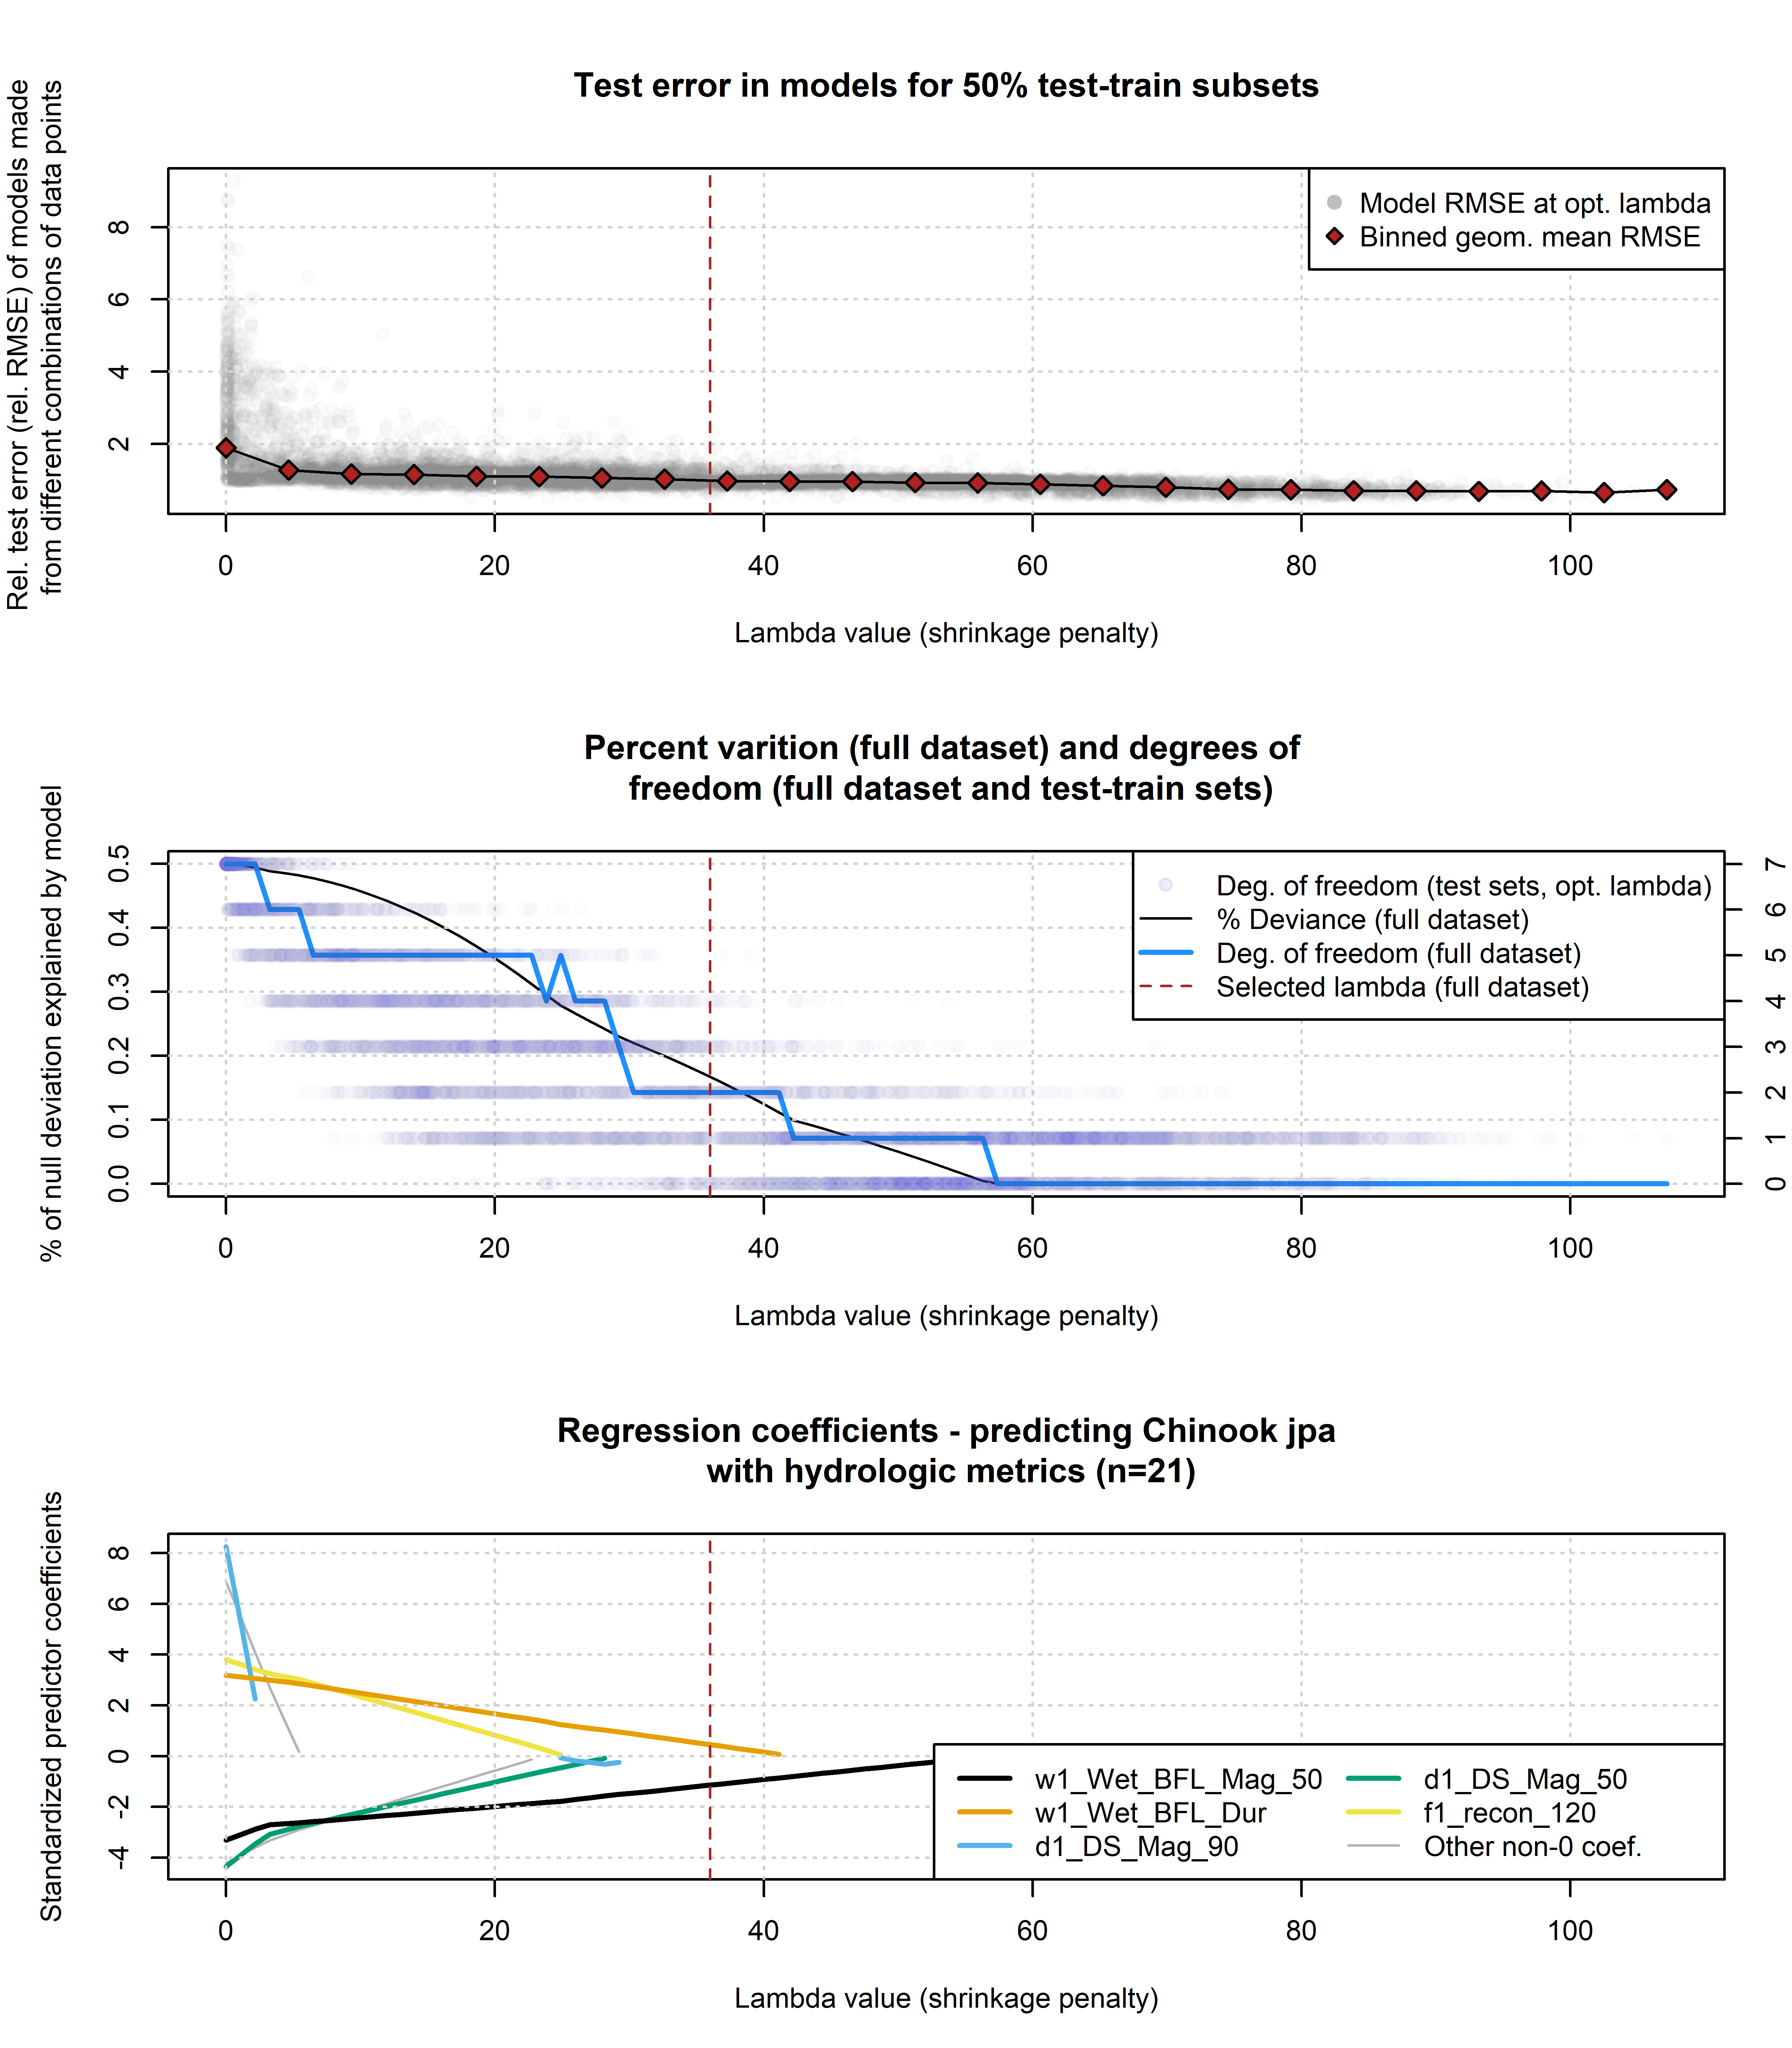 Test error in models for 50% test-train subsets
Rel. test error (rel. RMSE) of models made
from different combinations of data points
8
6
4
2
Model RMSE at opt. lambda
Binned geom. mean RMSE
0 20 40 60 80 100
Lambda value (shrinkage penalty)
Percent varition (full dataset) and degrees of
freedom (full dataset and test-train sets)
% of null deviation explained by model
0.5
0.4
0.3
0.2
0.1
0.0
Deg. of freedom (test sets, opt. lambda)
% Deviance (full dataset)
Deg. of freedom (full dataset)
Selected lambda (full dataset)
7
6
5
4
3
2
1
0
0 20 40 60 80 100
Lambda value (shrinkage penalty)
Regression coefficients - predicting Chinook jpa
with hydrologic metrics (n=21)
Standardized predictor coefficients
8
6
4
2
0
-2
-4
w1_Wet_BFL_Mag_50 d1_DS_Mag_50
w1_Wet_BFL_Dur f1_recon_120
d1_DS_Mag_90 Other non-0 coef.
0 20 40 60 80 100
Lambda value (shrinkage penalty)